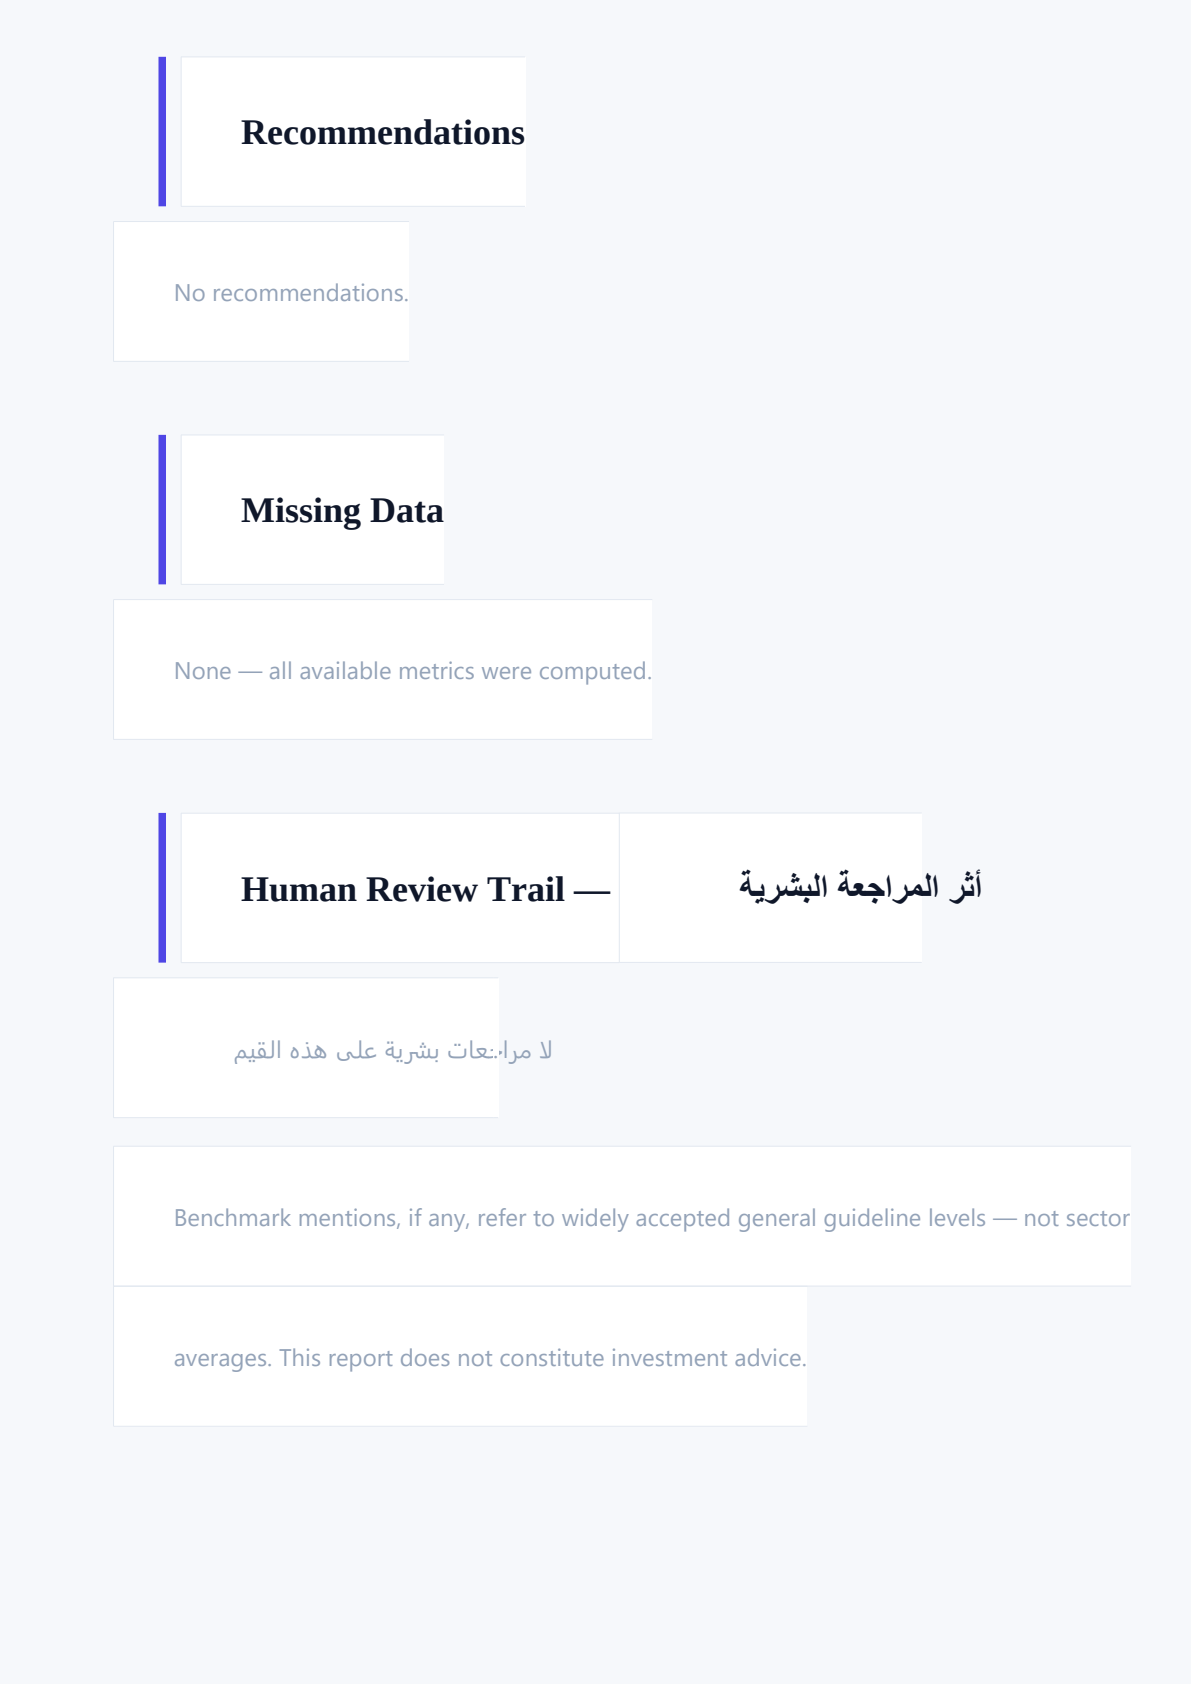 Recommendations
No recommendations.
Missing Data
None — all available metrics were computed.
Human Review Trail — أثر المراجعة البشرية
لا مراجعات بشرية على هذه القيم
Benchmark mentions, if any, refer to widely accepted general guideline levels — not sector
averages. This report does not constitute investment advice.